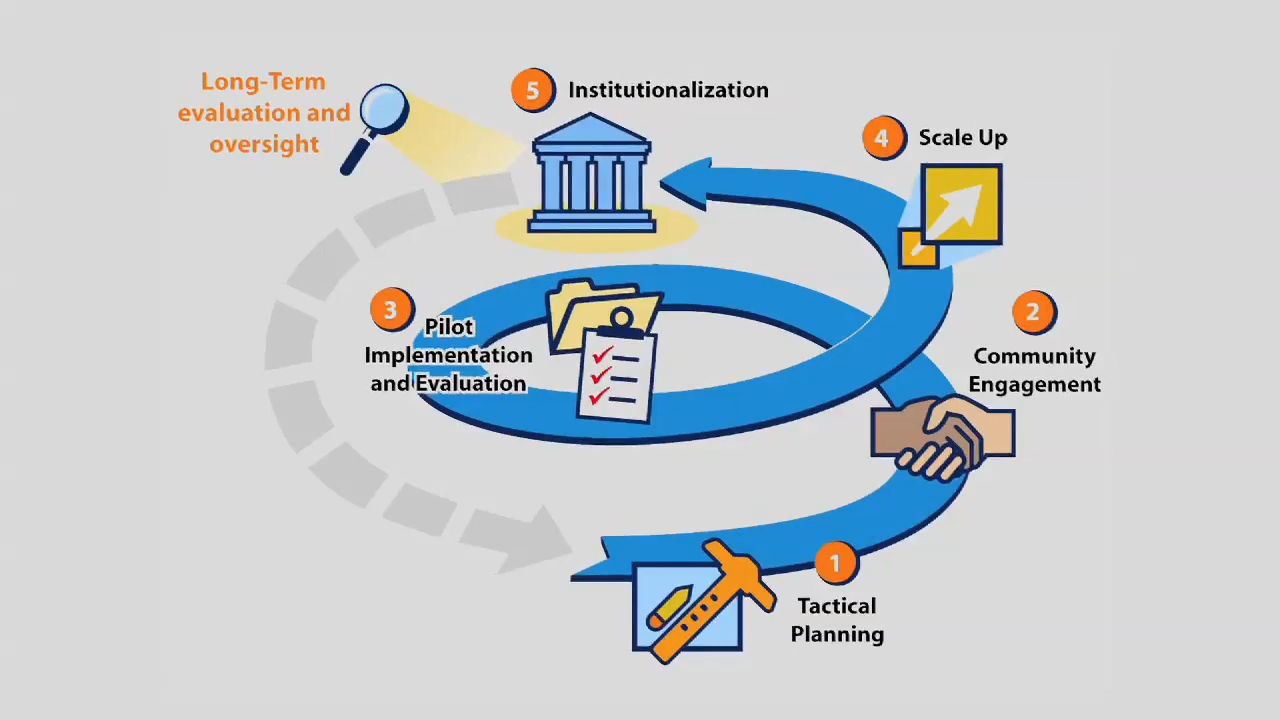 Long-Term
evaluation and
oversight
5
Institutionalization
4
Scale Up
3
Pilot
Implementation
and Evaluation
2
Community
Engagement
1
Tactical
Planning